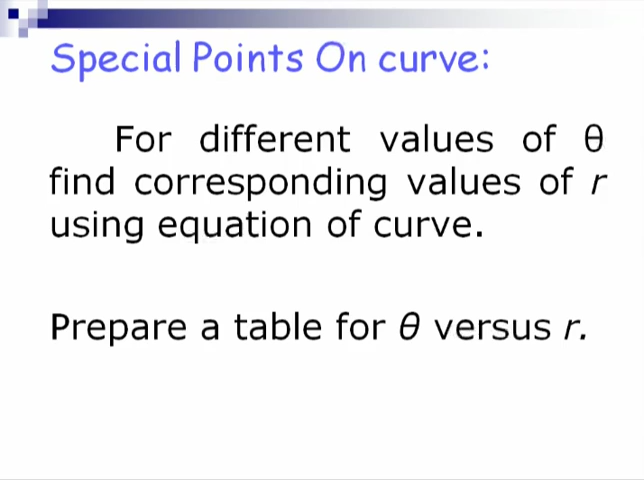 Special Points On curve:
For different values of θ
find corresponding values of r
using equation of curve.
Prepare a table for θ versus r.